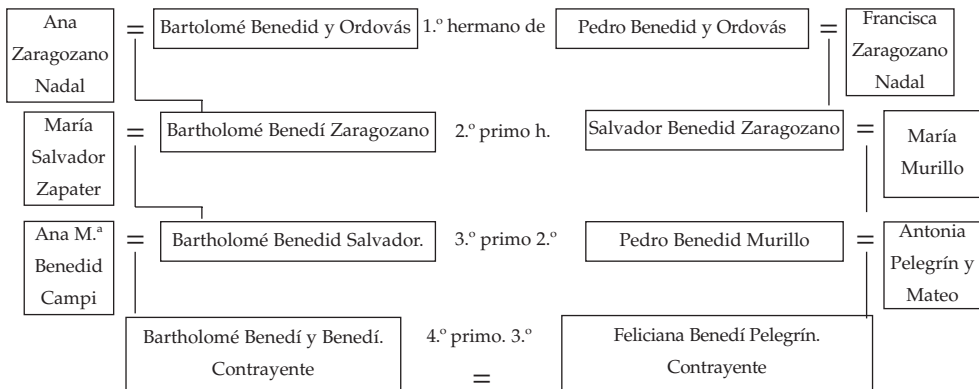 Ana
Zaragozano
Nadal
=
Bartolomé Benedid y Ordovás
1.º hermano de
Pedro Benedid y Ordovás
=
Francisca
Zaragozano
Nadal
María
Salvador
Zapater
=
Bartholomé Benedí Zaragozano
2.º primo h.
Salvador Benedid Zaragozano
=
María
Murillo
Ana M.ª
Benedid
Campi
=
Bartholomé Benedid Salvador.
3.º primo 2.º
Pedro Benedid Murillo
=
Antonia
Pelegrín y
Mateo
Bartholomé Benedí y Benedí.
Contrayente
4.º primo. 3.º
=
Feliciana Benedí Pelegrín.
Contrayente